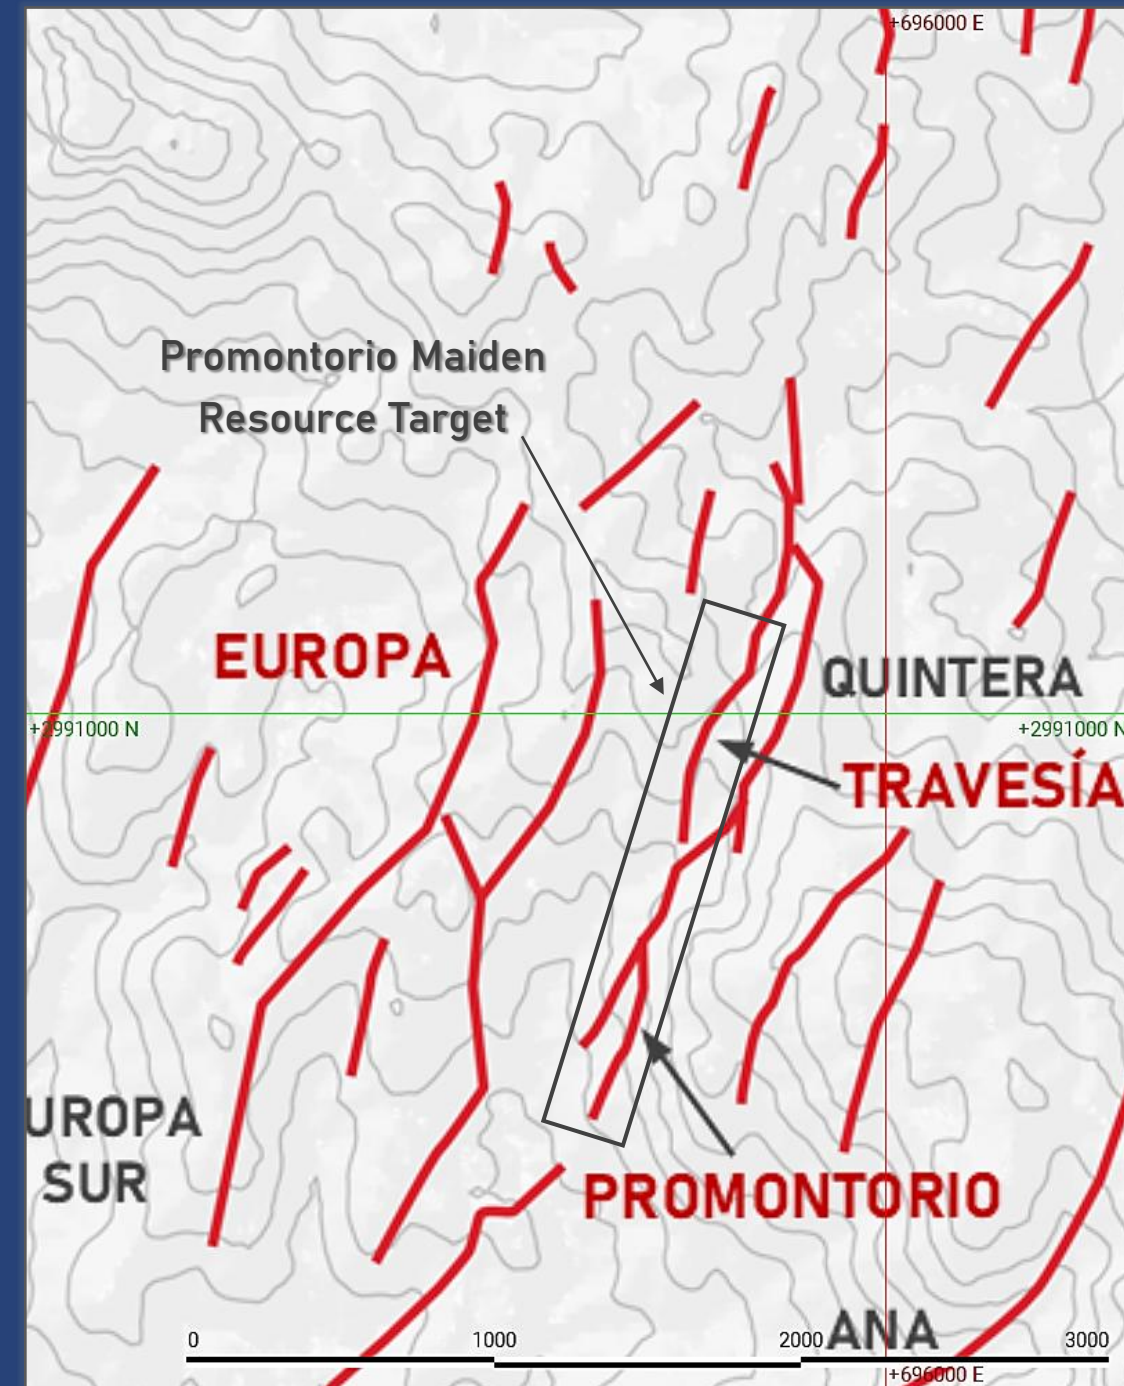 +696000 E
Promontorio Maiden
Resource Target
EUROPA
QUINTERA
+2991000 N
+2991000 N
TRAVESÍA
UROPA
SUR
PROMONTORIO
ANA
0 1000 2000 3000
+696000 E